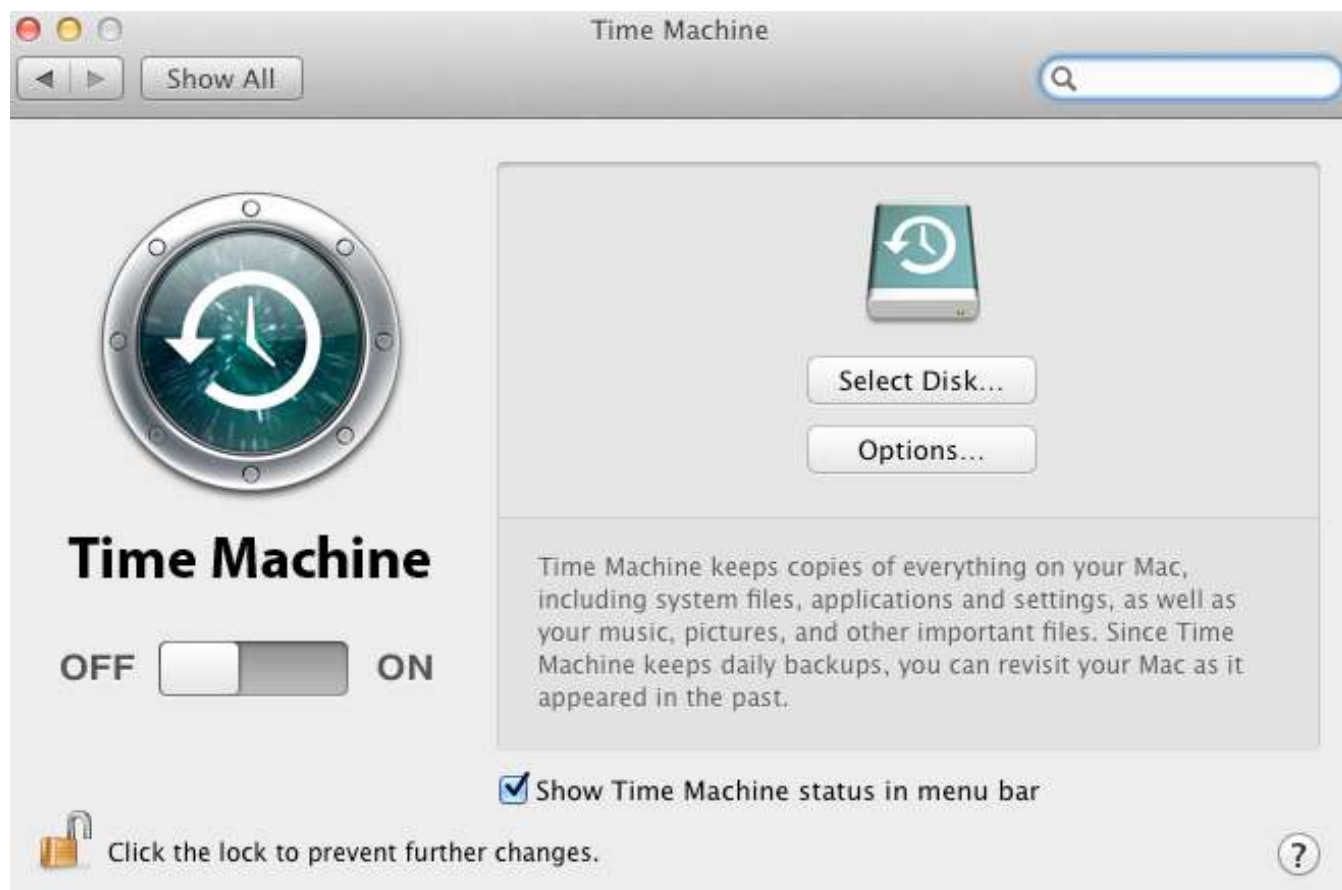 Time Machine
Show All
Select Disk...
Options...
Time Machine
OFF ON
Time Machine keeps copies of everything on your Mac,
including system files, applications and settings, as well as
your music, pictures, and other important files. Since Time
Machine keeps daily backups, you can revisit your Mac as it
appeared in the past.
Show Time Machine status in menu bar
Click the lock to prevent further changes.
?